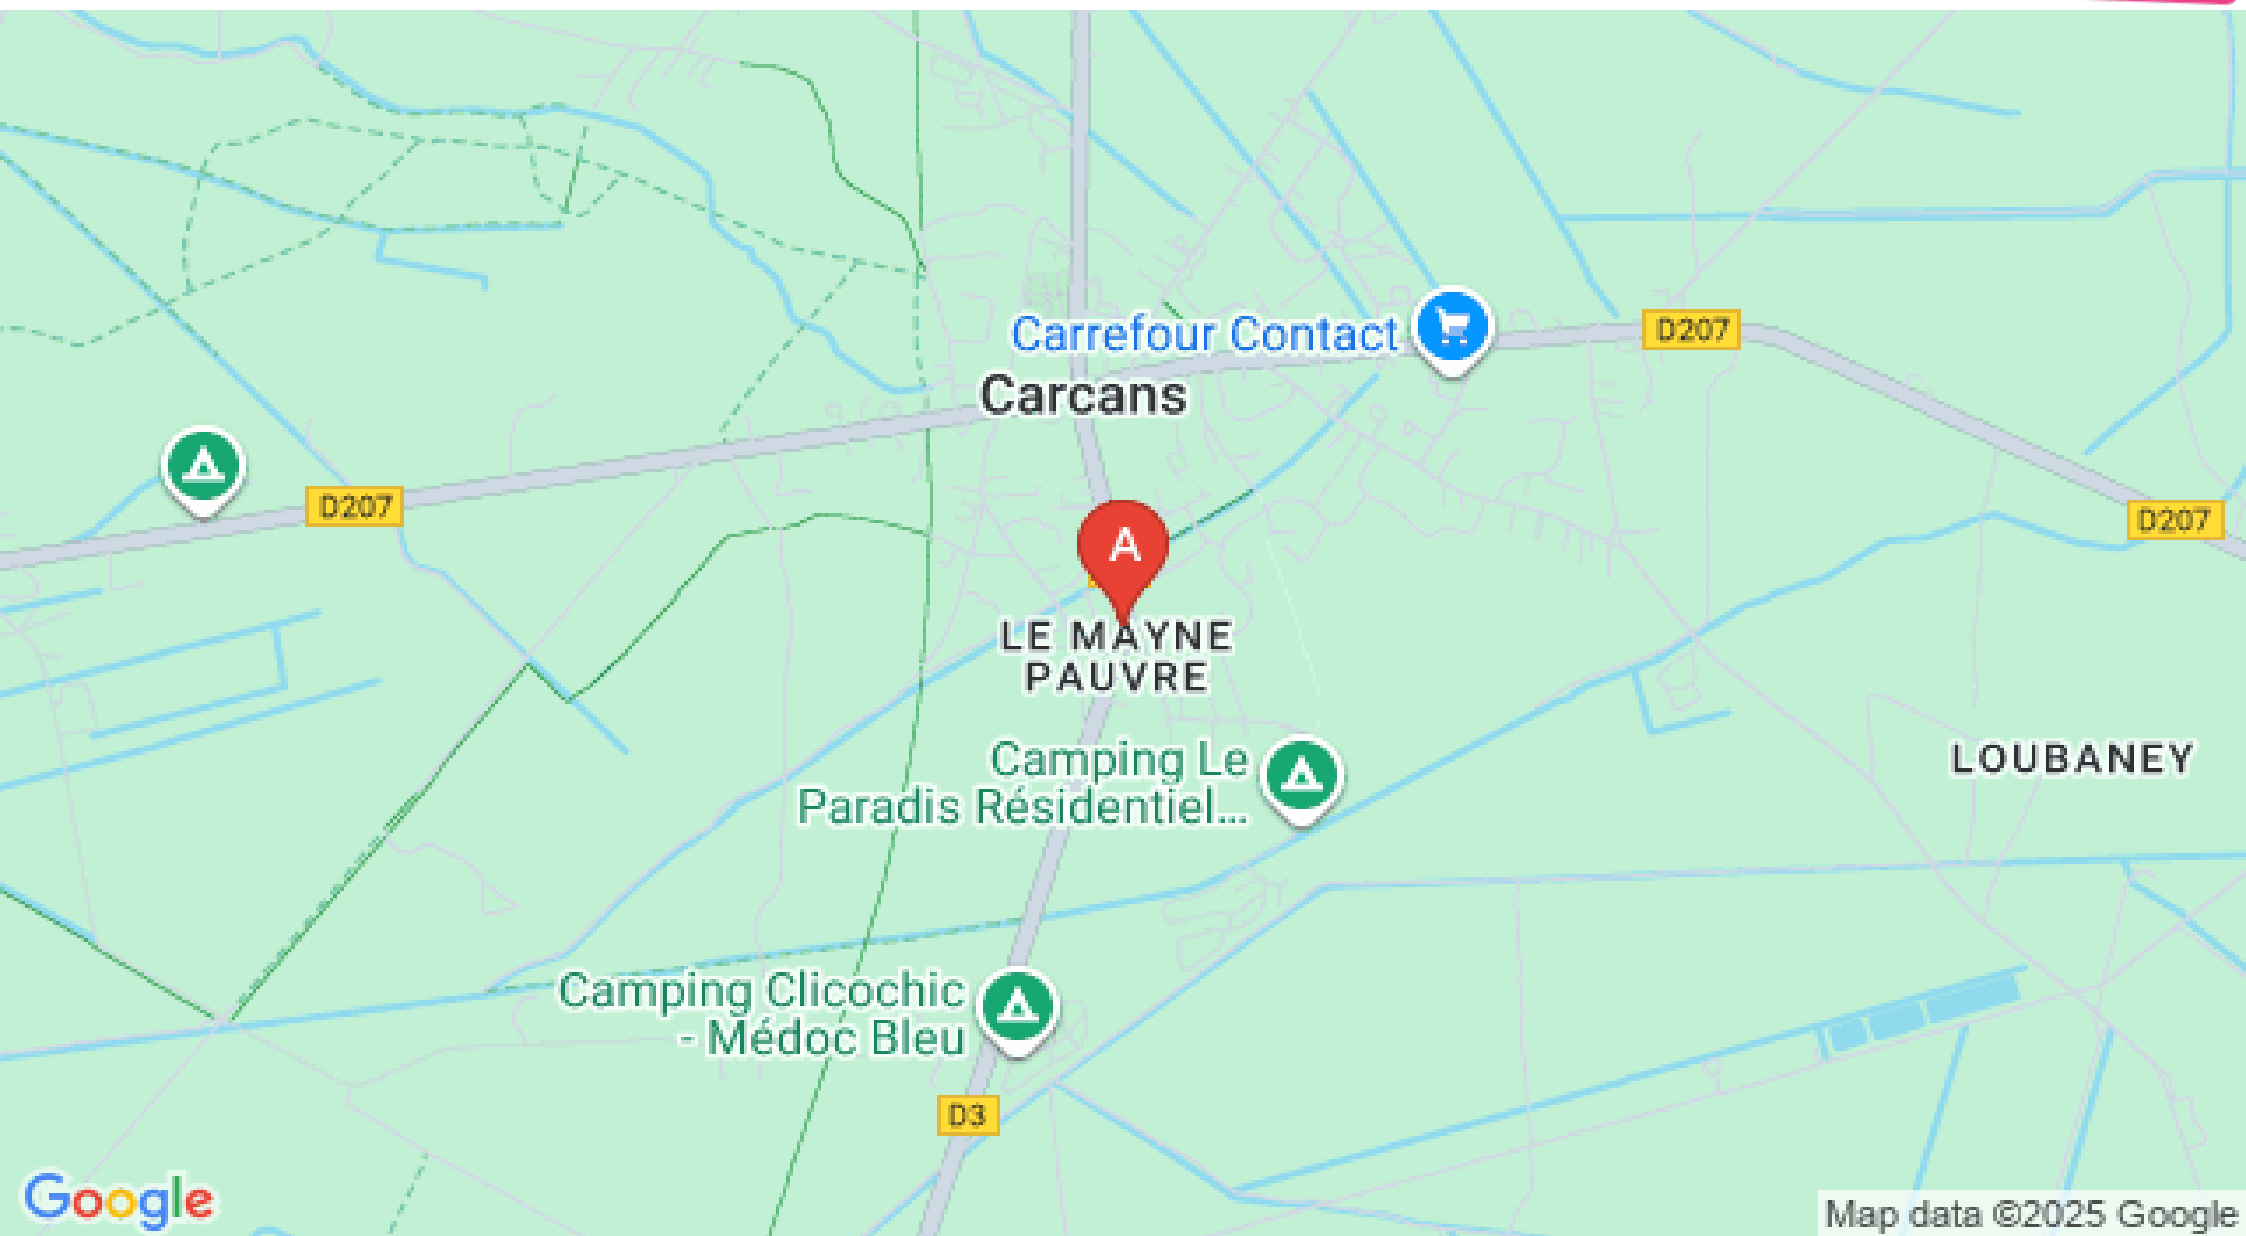 Carrefour Contact
D207
Carcans
D207
D207
A
LE MAYNE
PAUVRE
Camping Le
Paradis Résidentiel...
LOUBANEY
Camping Clicochic
- Médoc Bleu
D3
Google
Map data ©2025 Google